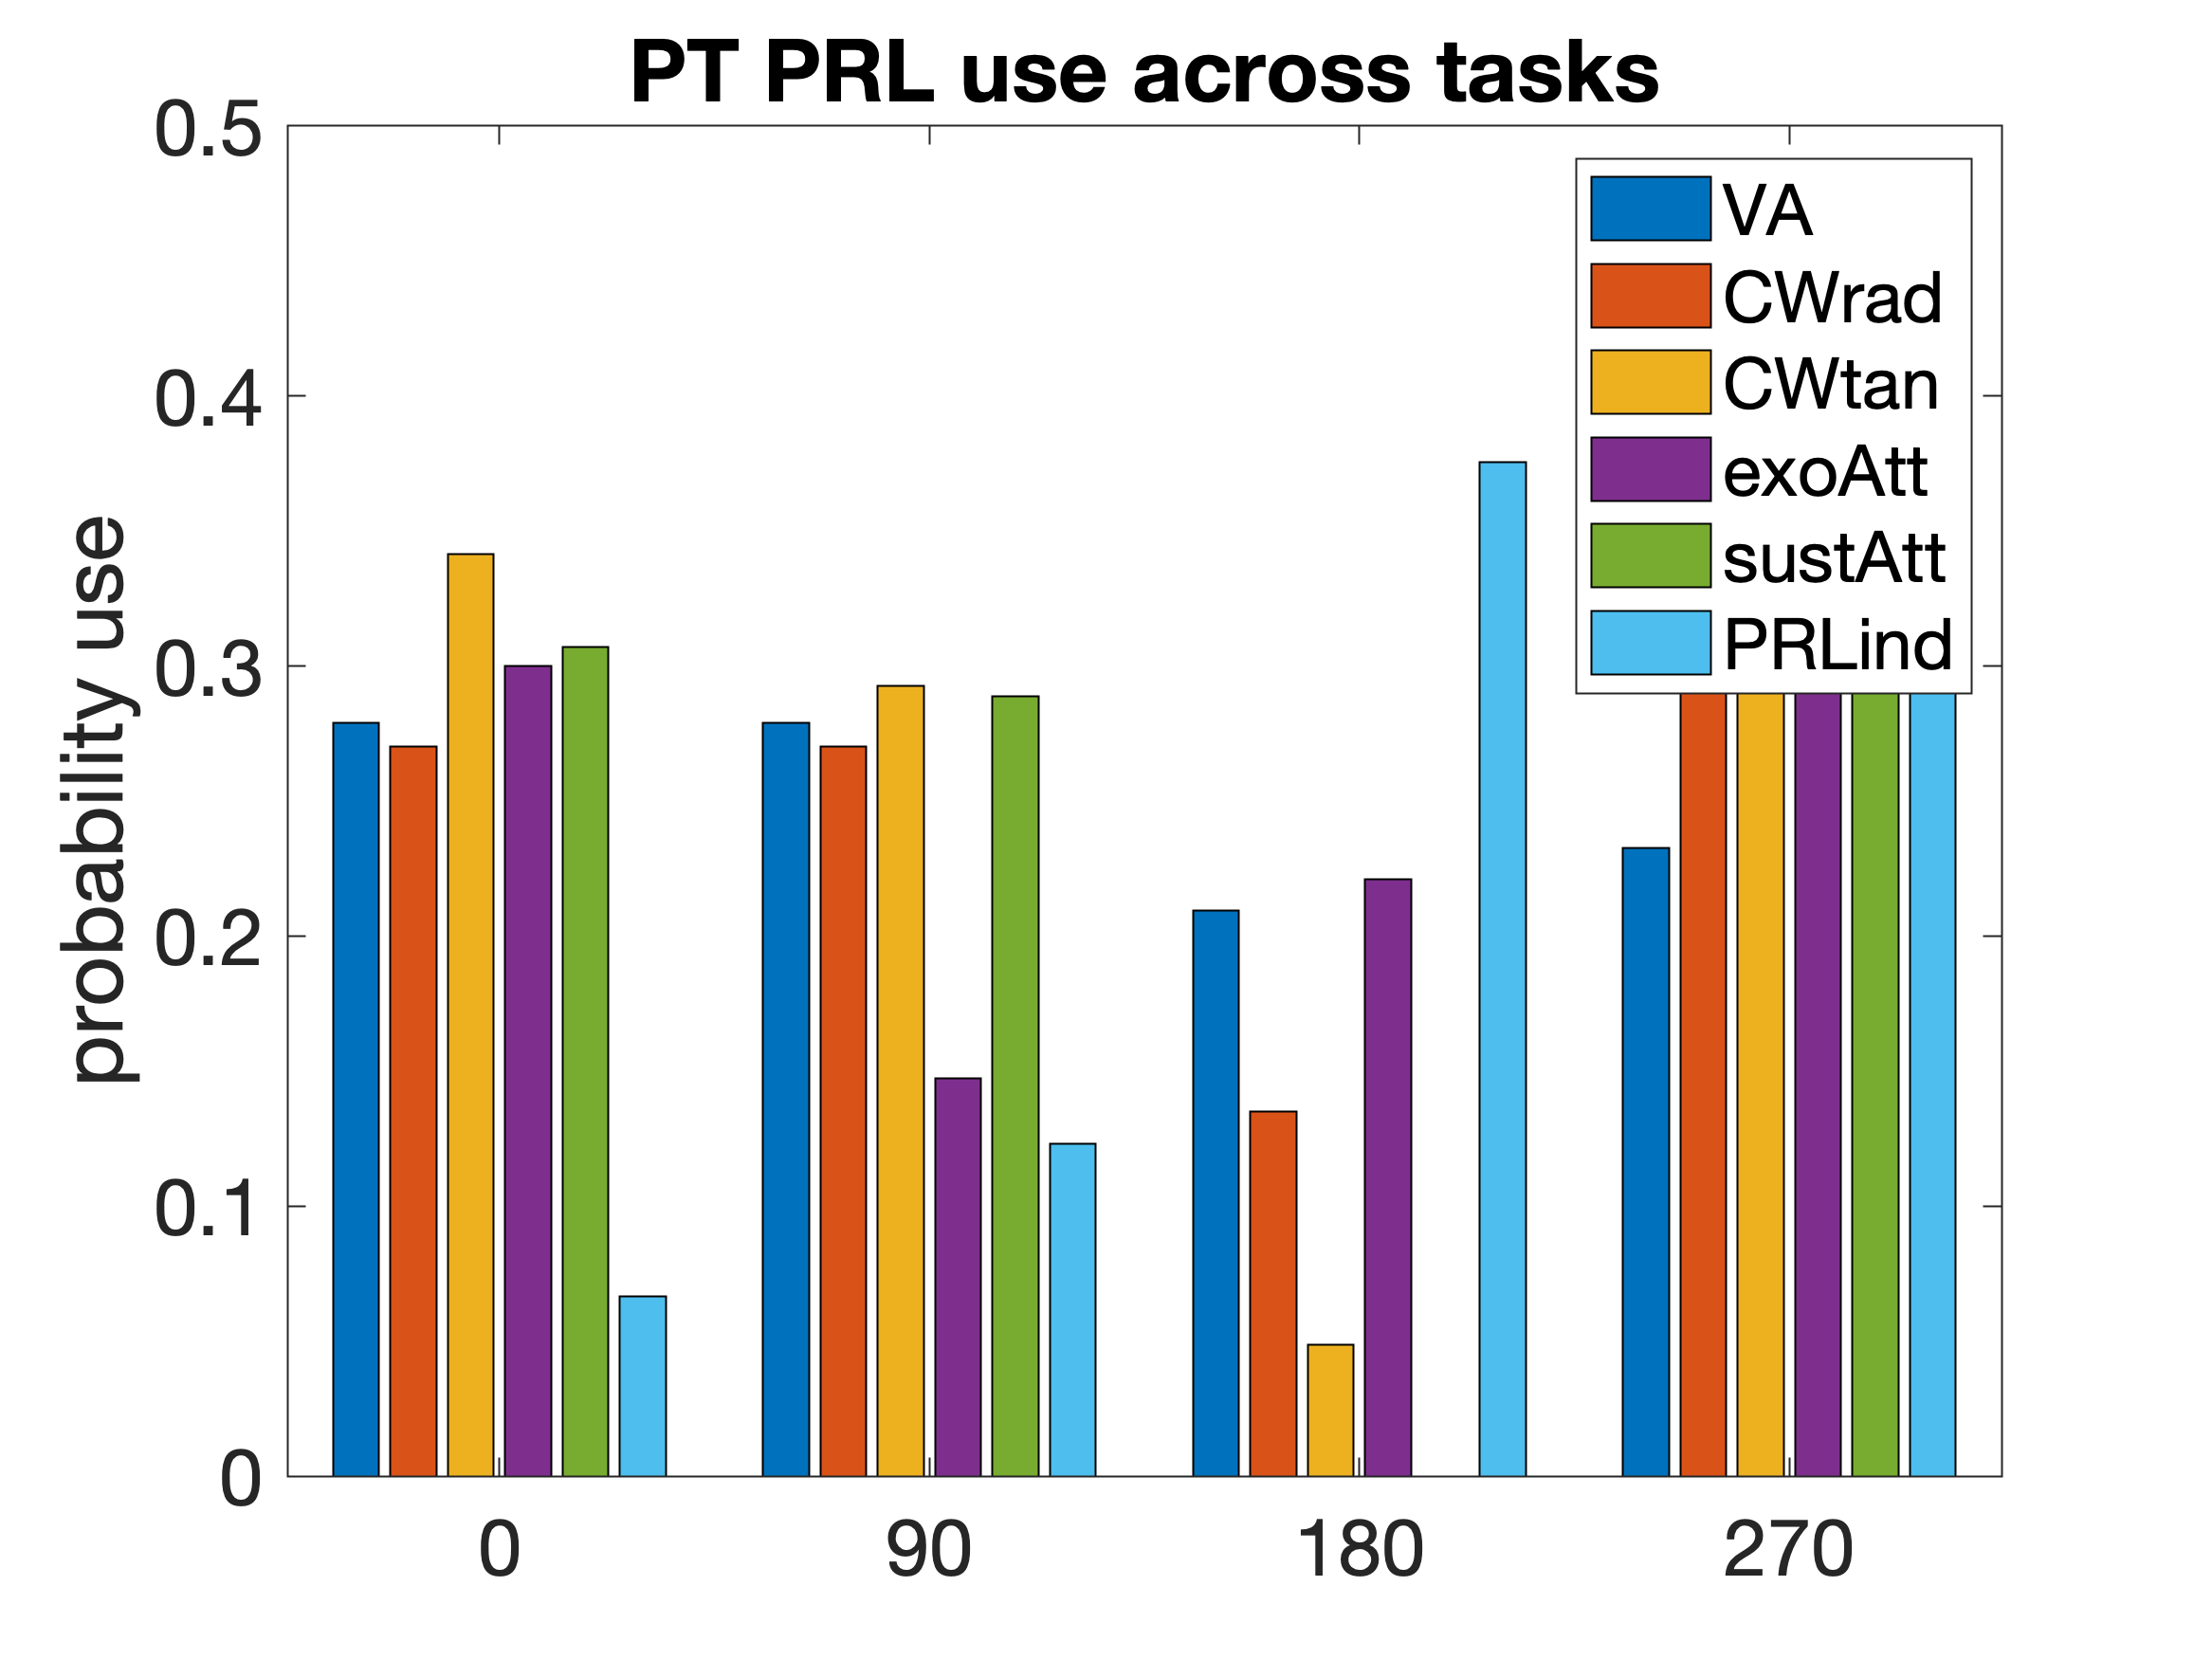 PT PRL use across tasks
probability use
0.5
0.4
0.3
0.2
0.1
0
0 90 180 270
VA
CWrad
CWtan
exoAtt
sustAtt
PRLind